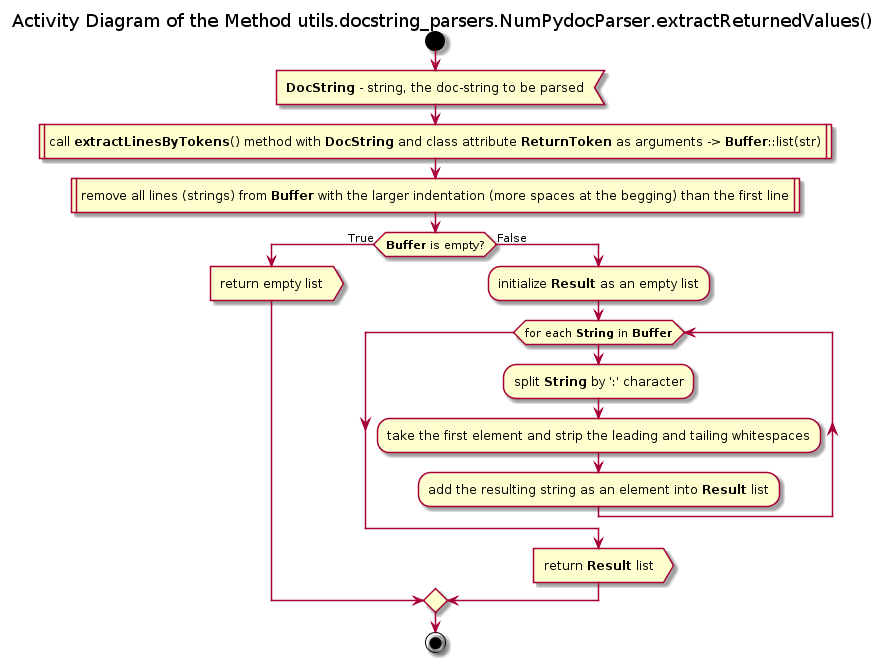 Activity Diagram of the Method utils.docstring_parsers.NumPydocParser.extractReturnedValues()
DocString - string, the doc-string to be parsed
call extractLinesByTokens() method with DocString and class attribute ReturnToken as arguments -> Buffer::list(str)
remove all lines (strings) from Buffer with the larger indentation (more spaces at the begging) than the first line
True
Buffer is empty?
False
return empty list
initialize Result as an empty list
for each String in Buffer
split String by ':' character
take the first element and strip the leading and tailing whitespaces
add the resulting string as an element into Result list
return Result list